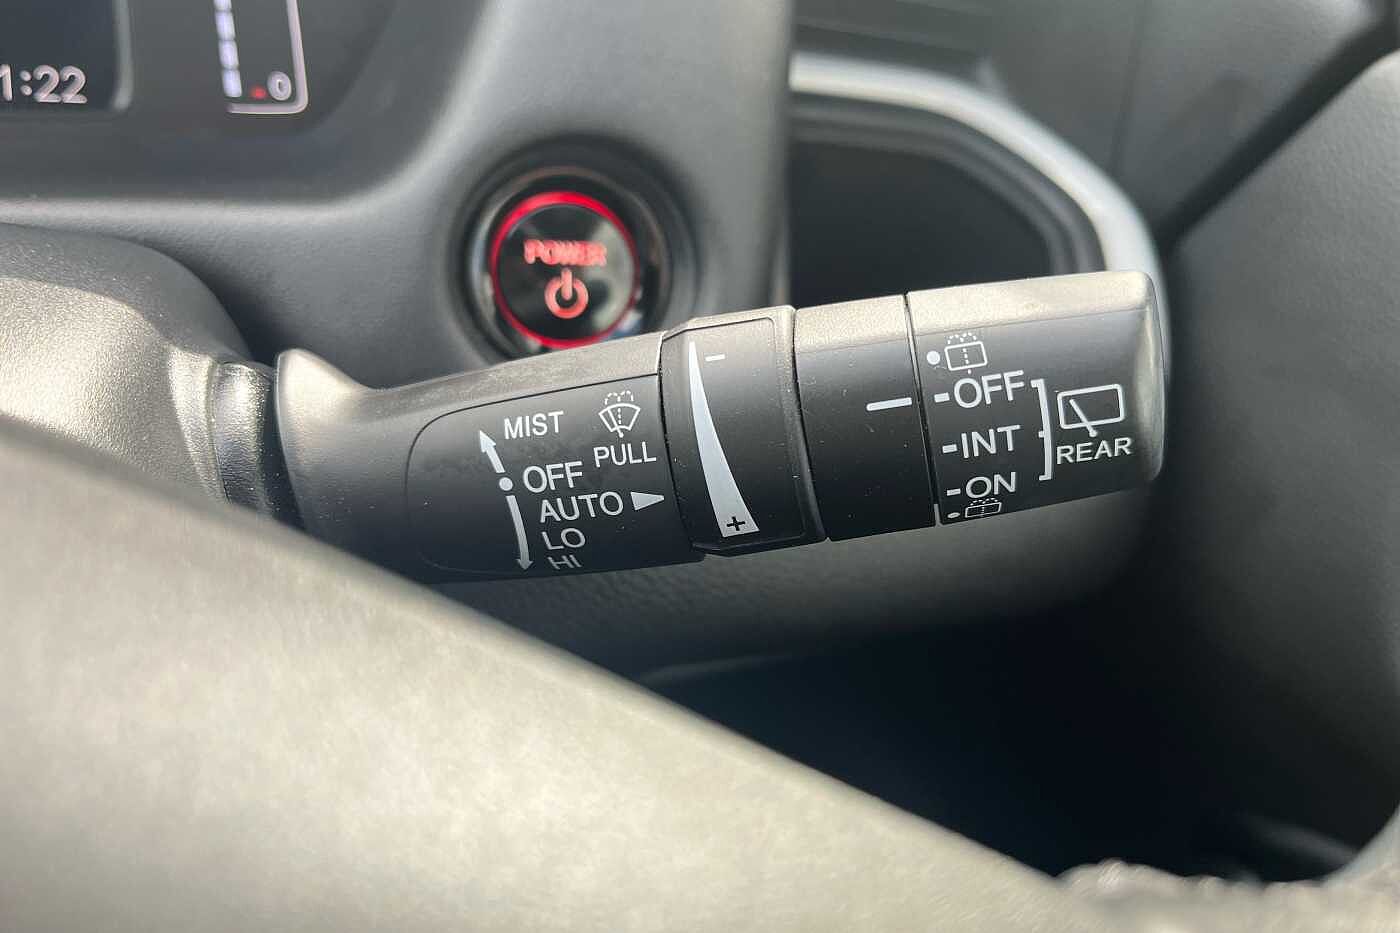 1:22
0
POWER
MIST
PULL
OFF
AUTO
LO
HI
-
+
OFF
INT
ON
REAR